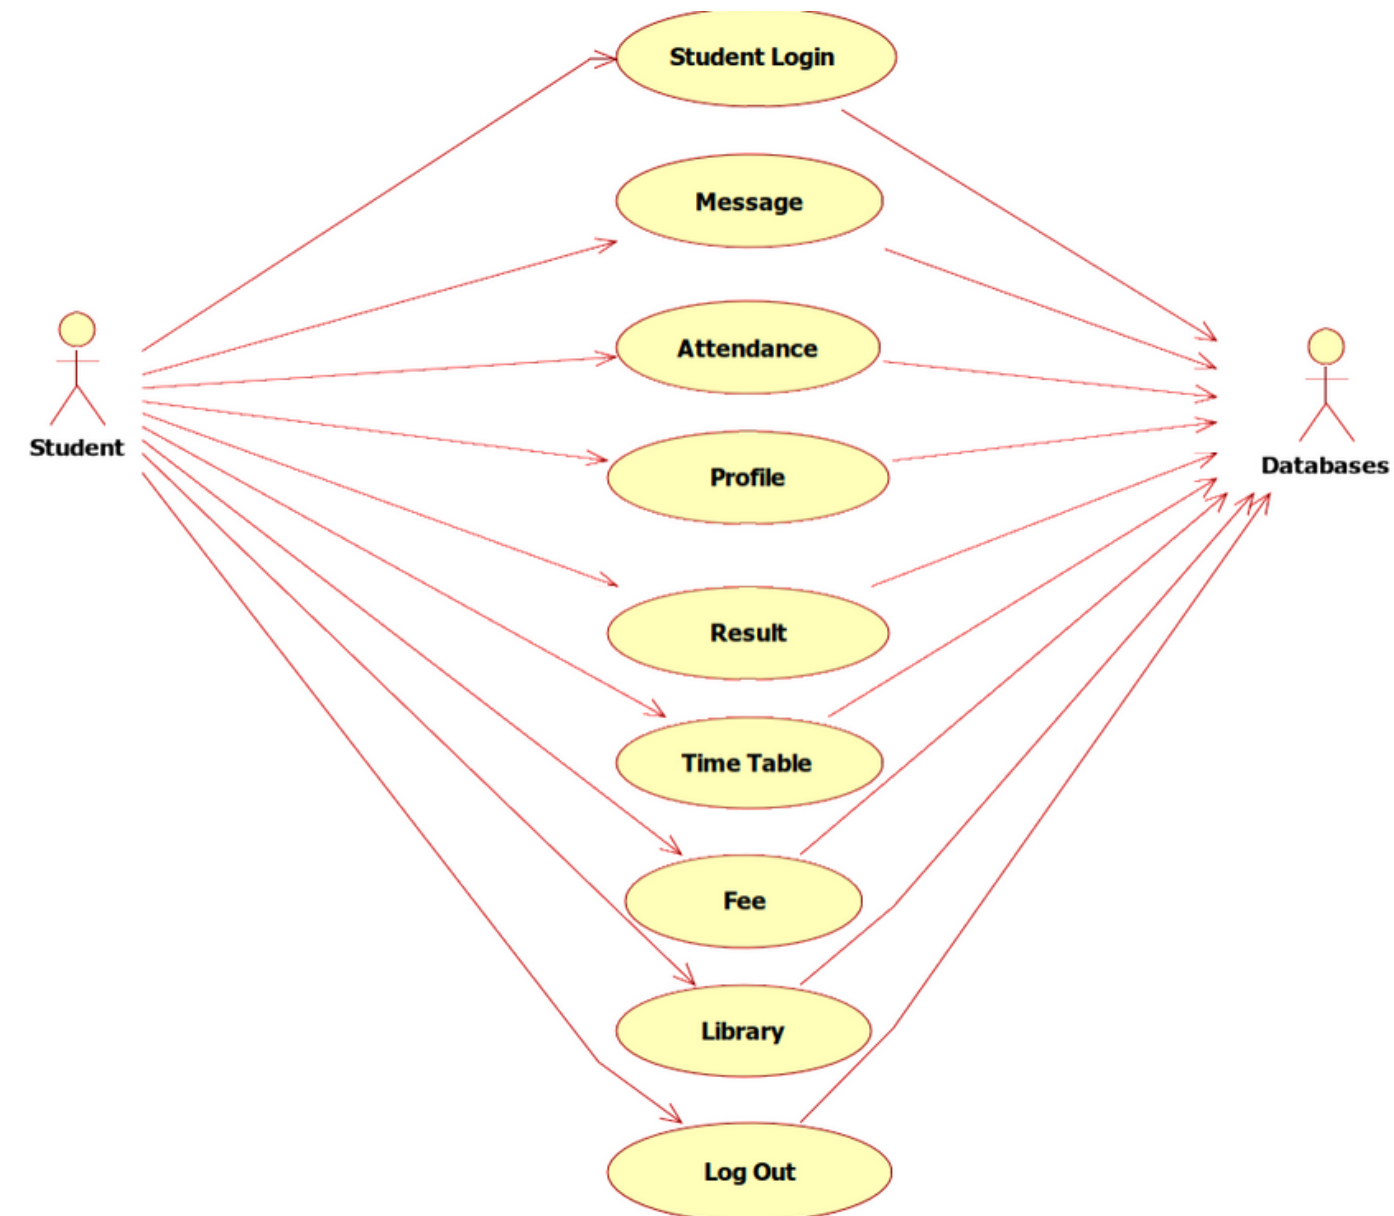 Student Login
Message
Attendance
Student
Databases
Profile
Result
Time Table
Fee
Library
Log Out